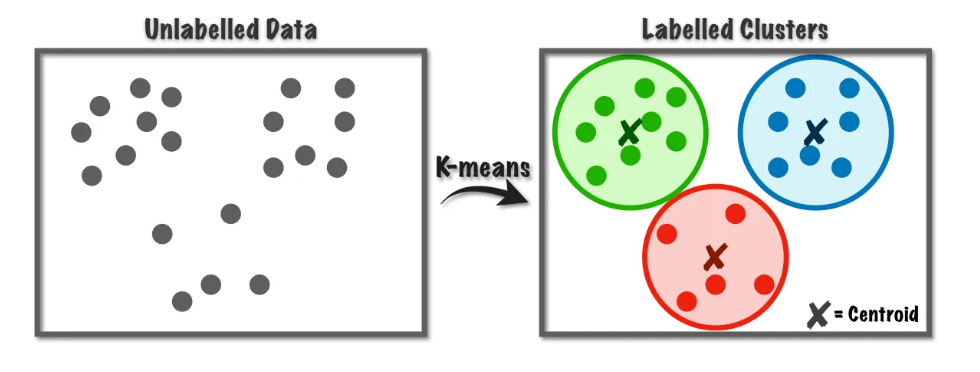 Unlabelled Data
Labelled Clusters
K-means
= Centroid